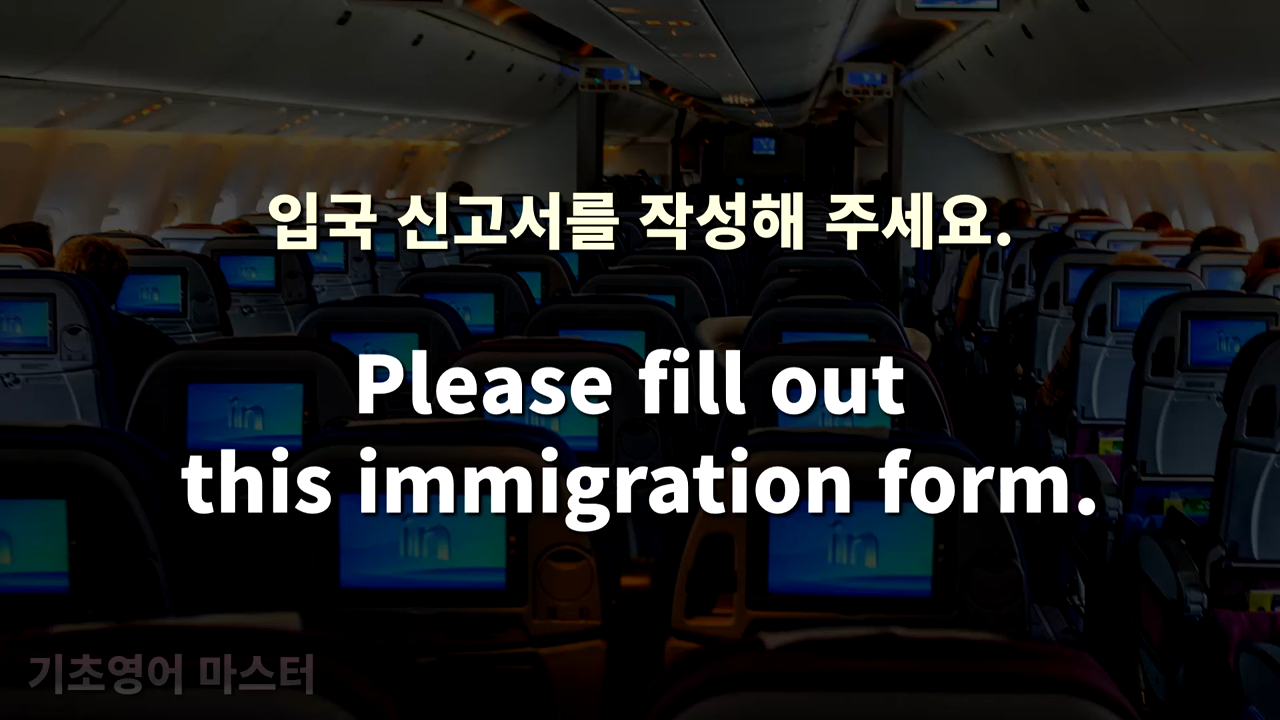 입국 신고서를 작성해 주세요.
Please fill out
this immigration form.
기초영어 마스터